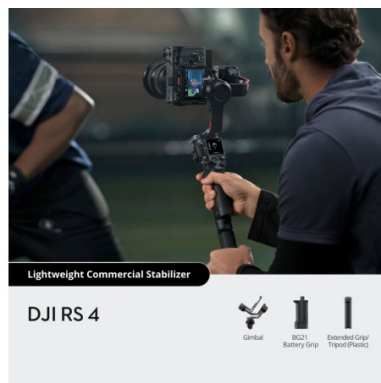 Lightweight Commercial Stabilizer
DJI RS 4
Gimbal
BG21
Battery Grip
Extended Grip/
Tripod (Plastic)